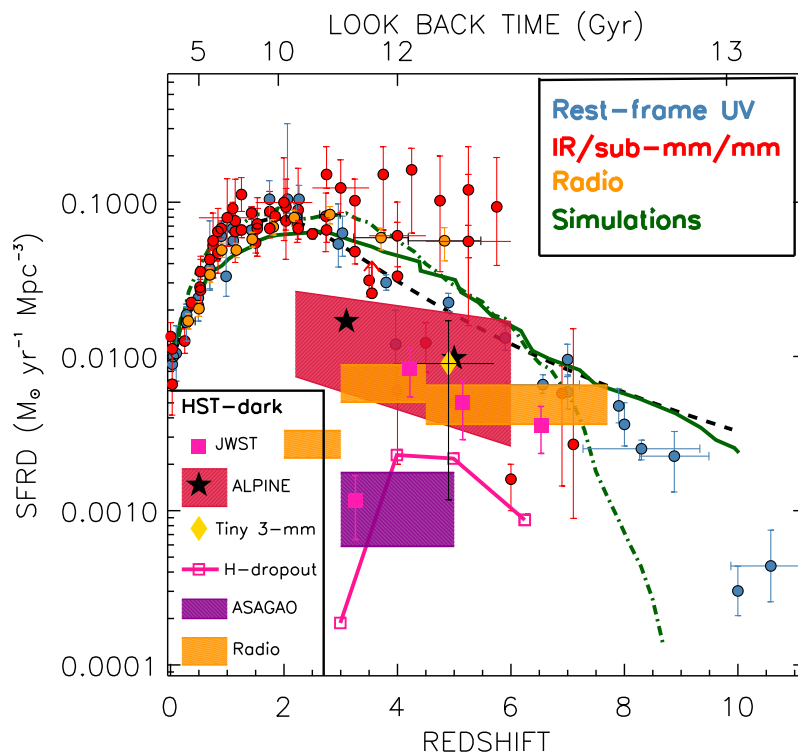 LOOK BACK TIME (Gyr)
5 10 12 13
Rest-frame UV
IR/sub-mm/mm
Radio
Simulations
SFRD (M⊙ yr⁻¹ Mpc⁻³)
0.1000
0.0100
0.0010
0.0001
HST-dark
JWST
ALPINE
Tiny 3-mm
H-dropout
ASAGAO
Radio
0 2 4 6 8 10
REDSHIFT